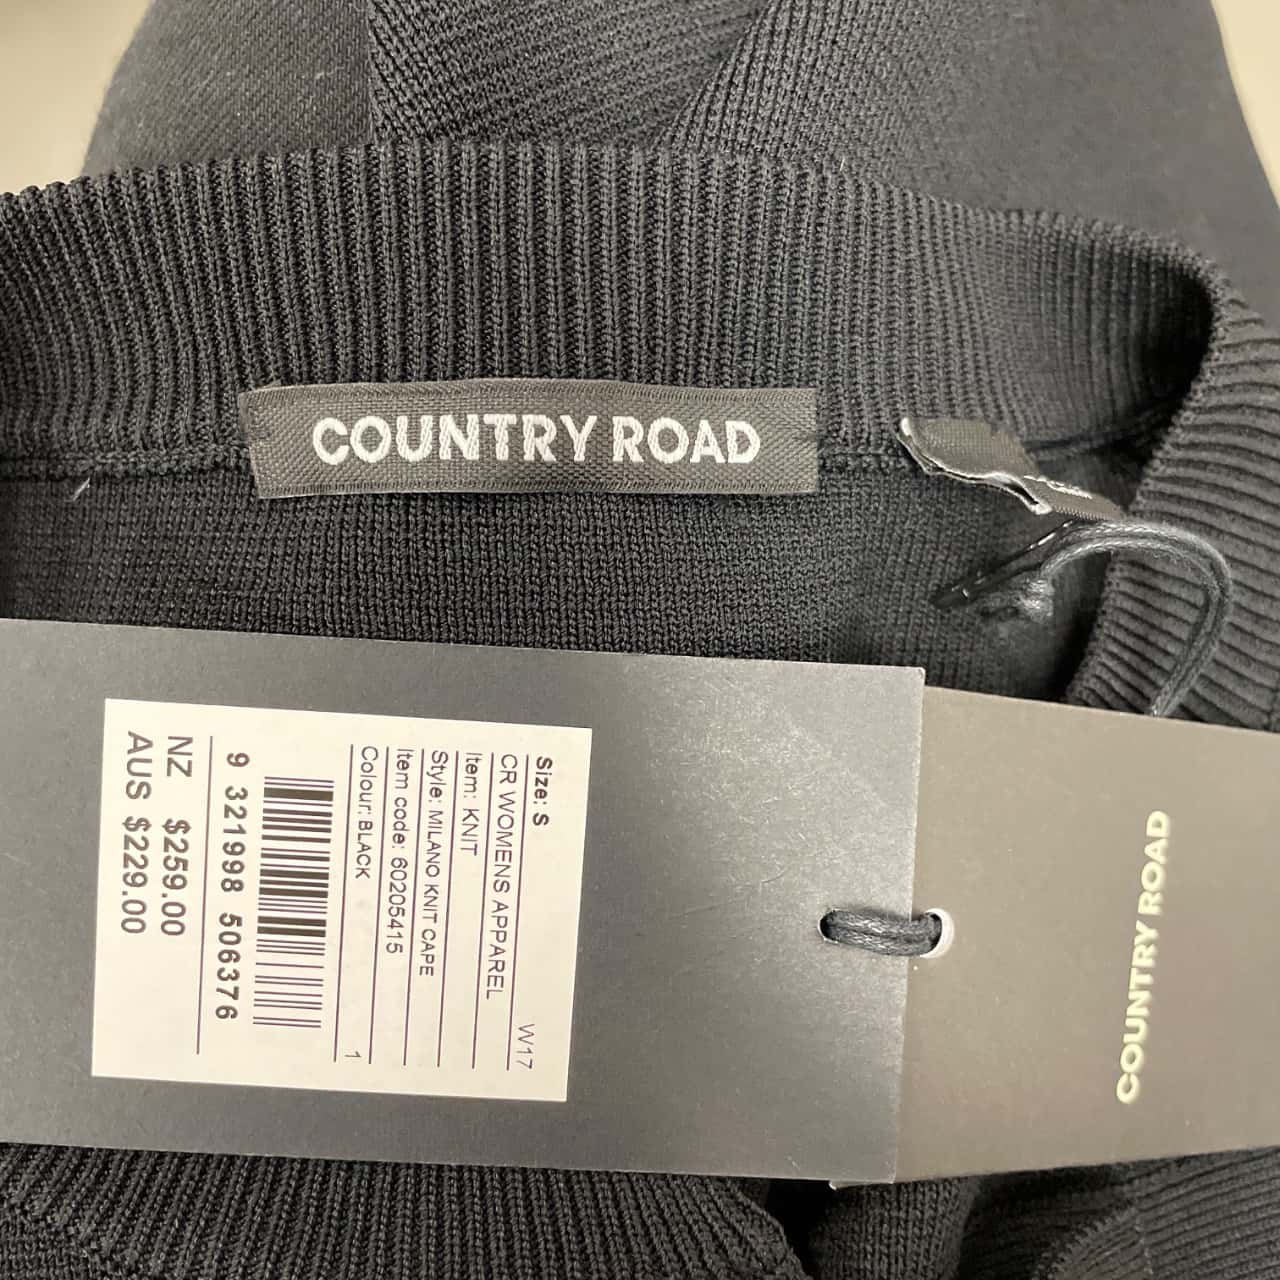 COUNTRY ROAD
Size: S
W17
CR WOMENS APPAREL
Item: KNIT
Style: MILANO KNIT CAPE
Item code: 60205415
Colour: BLACK
1
9 321998 506376
NZ $259.00
AUS $229.00
COUNTRY ROAD